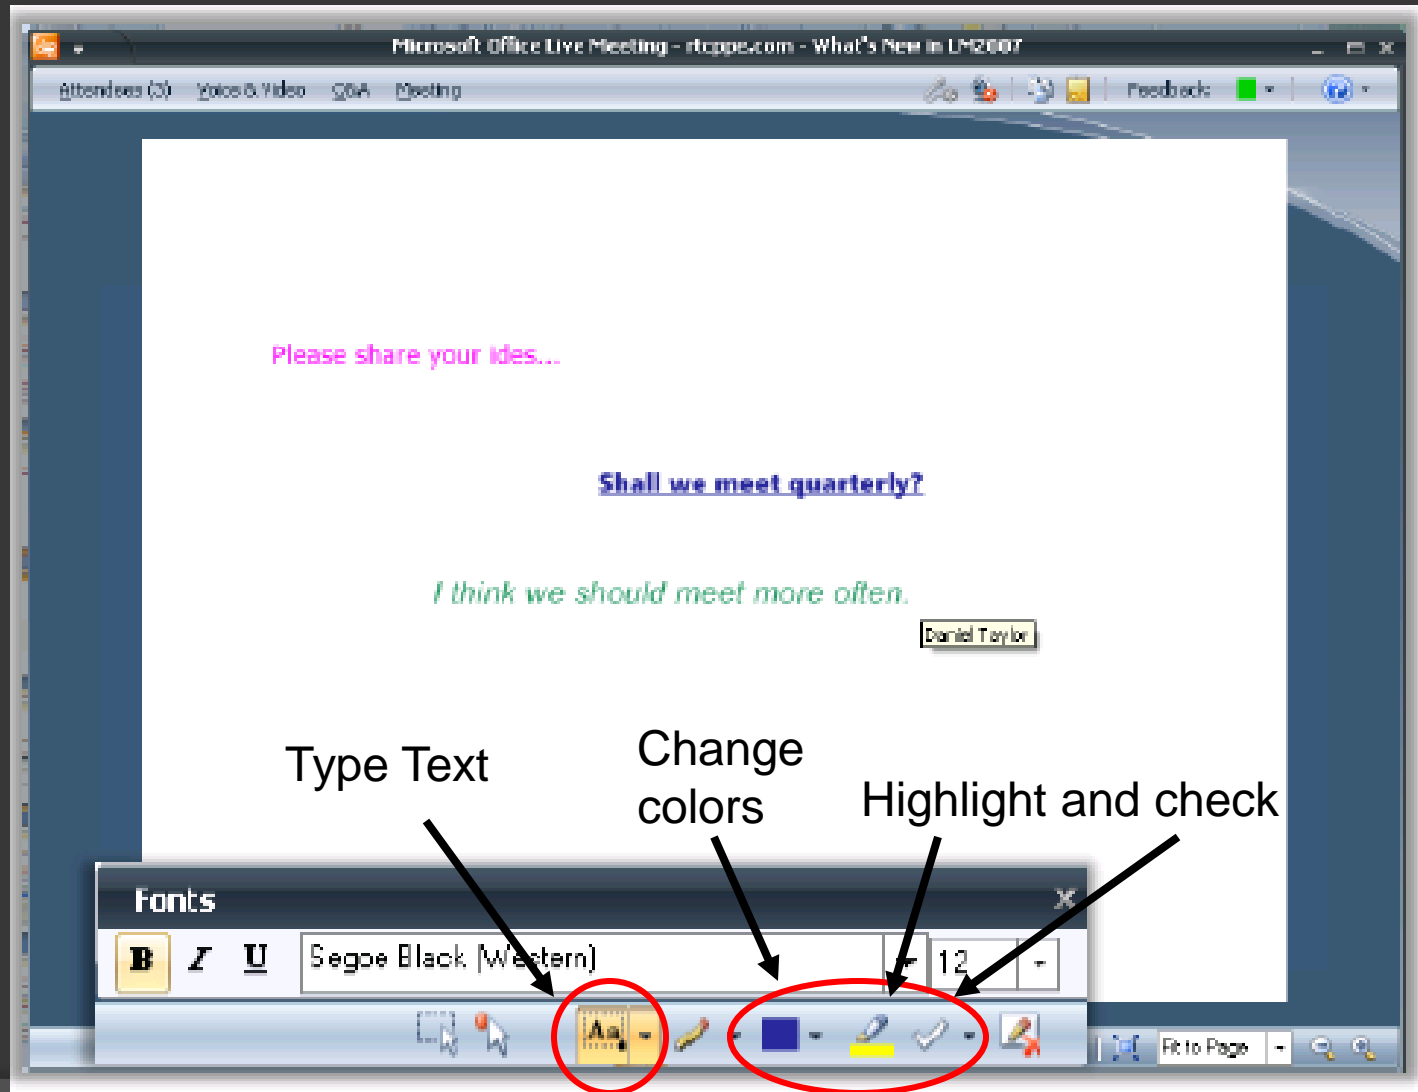 Microsoft Office Live Meeting - rtcppe.com - What's New in LM2007
Attendees (3) Voice & Video Q&A Meeting Feedback:
Please share your ides...
Shall we meet quarterly?
I think we should meet more often.
Daniel Taylor
Type Text
Change
colors
Highlight and check
Fonts
B I U Segoe Black (Western) 12
Aa
Fit to Page